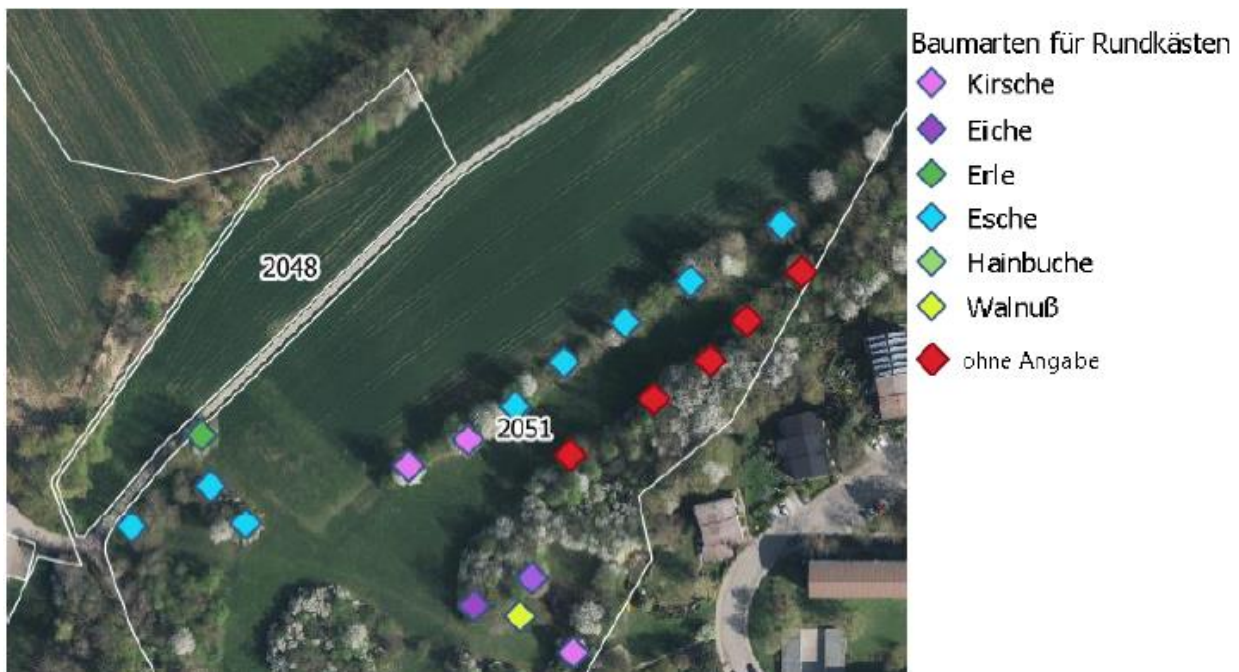 Baumarten für Rundkästen
Kirsche
Eiche
Erle
Esche
Hainbuche
Walnuß
ohne Angabe
2048
2051